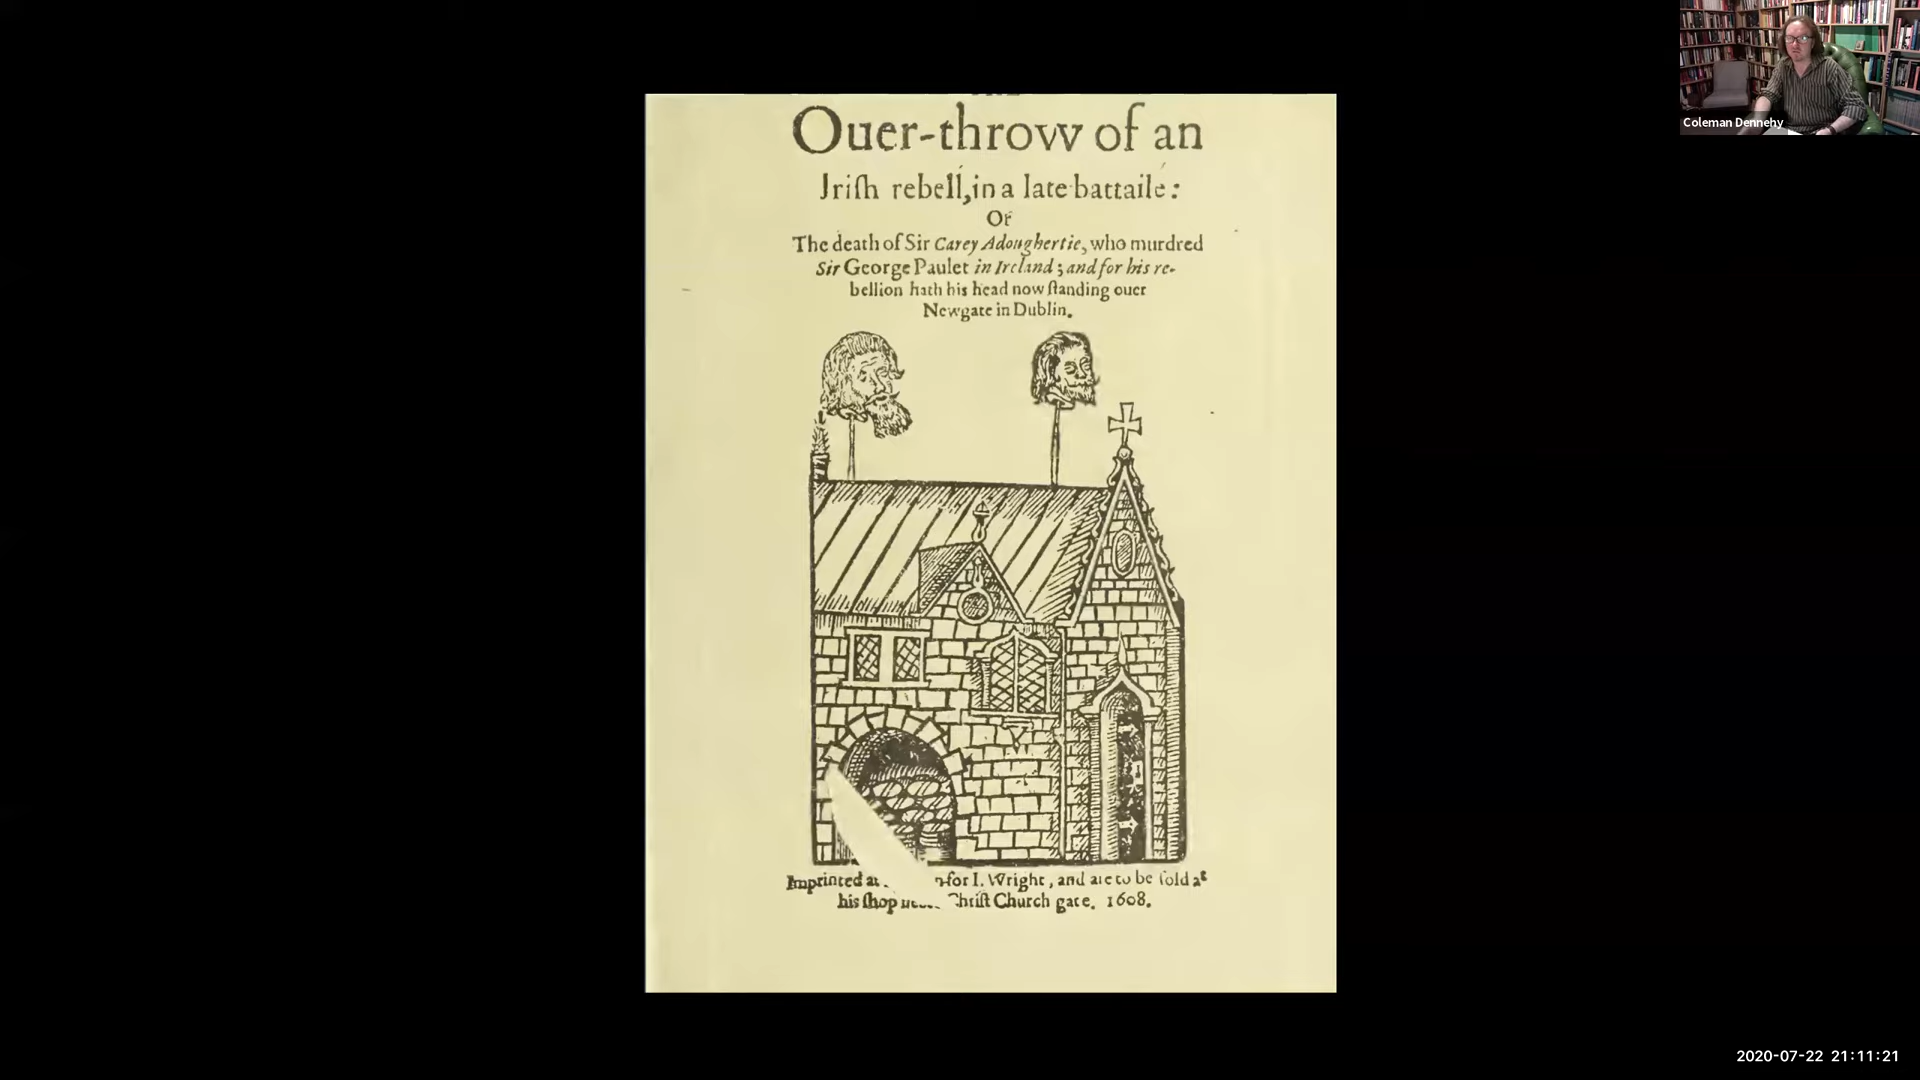 Ouer-throw of an
Iriſh rebell, in a late battaile:
Or
The death of Sir Carey Adoughertie, who murdred
Sir George Paulet in Ireland; and for his re-
bellion hath his head now ſtanding ouer
Newgate in Dublin.
Imprinted at for I. Wright, and are to be ſold at
his ſhop Chriſt Church gate. 1608.
Coleman Dennehy
2020-07-22 21:11:21